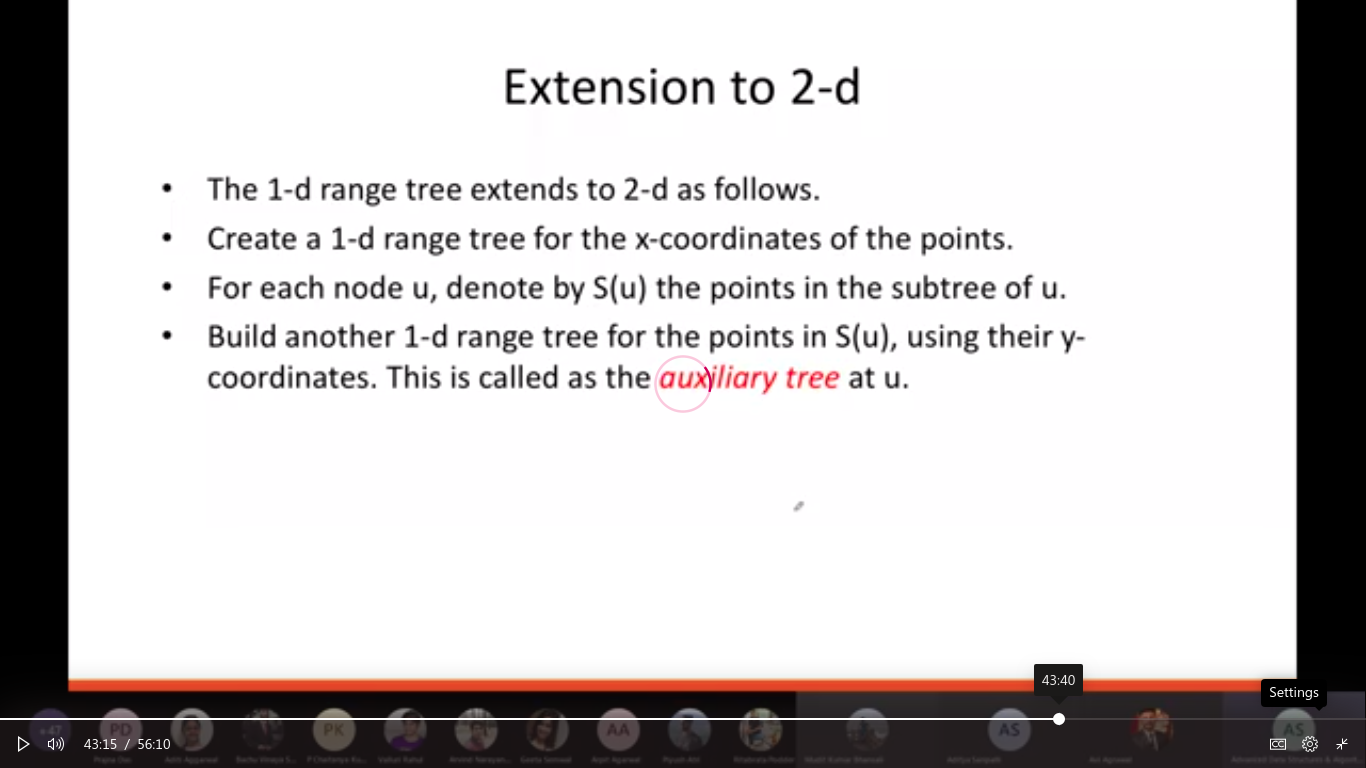 Extension to 2-d
• The 1-d range tree extends to 2-d as follows.
• Create a 1-d range tree for the x-coordinates of the points.
• For each node u, denote by S(u) the points in the subtree of u.
• Build another 1-d range tree for the points in S(u), using their y-
coordinates. This is called as the auxiliary tree at u.
43:40
Settings
+47 PD PK AA AS AS
43:15 / 56:10
CC